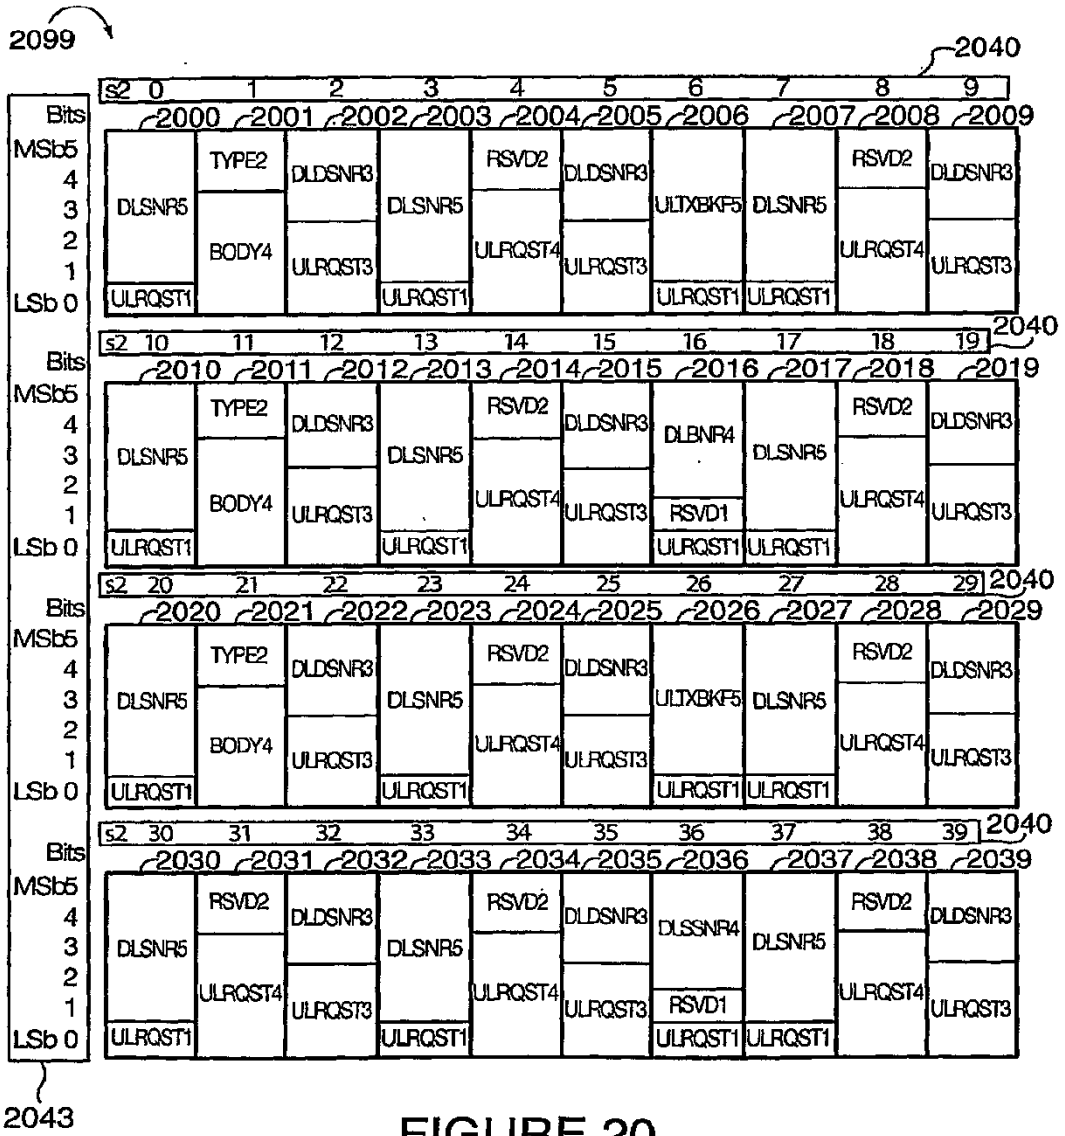 2099
2040
s2 0 1 2 3 4 5 6 7 8 9
Bits 2000 2001 2002 2003 2004 2005 2006 2007 2008 2009
MSb5 TYPE2 RSVD2 RSVD2
4 DLDSNR3 DLDSNR3 DLDSNR3
3 DLSNR5 DLSNR5 ULTXBKF5 DLSNR5
2 BODY4 ULRQST4 ULRQST4
1 ULRQST3 ULRQST3 ULRQST3
LSb 0 ULRQST1 ULRQST1 ULRQST1 ULRQST1
s2 10 11 12 13 14 15 16 17 18 19 2040
Bits 2010 2011 2012 2013 2014 2015 2016 2017 2018 2019
MSb5 TYPE2 RSVD2 RSVD2
4 DLDSNR3 DLDSNR3 DLBNR4 DLDSNR3
3 DLSNR5 DLSNR5 DLSNR5
2 BODY4 ULRQST4 ULRQST4
1 ULRQST3 ULRQST3 RSVD1 ULRQST3
LSb 0 ULRQST1 ULRQST1 ULRQST1 ULRQST1
s2 20 21 22 23 24 25 26 27 28 29 2040
Bits 2020 2021 2022 2023 2024 2025 2026 2027 2028 2029
MSb5 TYPE2 RSVD2 RSVD2
4 DLDSNR3 DLDSNR3 DLDSNR3
3 DLSNR5 DLSNR5 ULTXBKF5 DLSNR5
2 BODY4 ULRQST4 ULRQST4
1 ULRQST3 ULRQST3 ULRQST3
LSb 0 ULRQST1 ULRQST1 ULRQST1 ULRQST1
s2 30 31 32 33 34 35 36 37 38 39 2040
Bits 2030 2031 2032 2033 2034 2035 2036 2037 2038 2039
MSb5 RSVD2 RSVD2 RSVD2
4 DLDSNR3 DLDSNR3 DLSSNR4 DLDSNR3
3 DLSNR5 DLSNR5 DLSNR5
2 ULRQST4 ULRQST4 ULRQST4
1 ULRQST3 ULRQST3 RSVD1 ULRQST3
LSb 0 ULRQST1 ULRQST1 ULRQST1 ULRQST1
2043
FIGURE 20